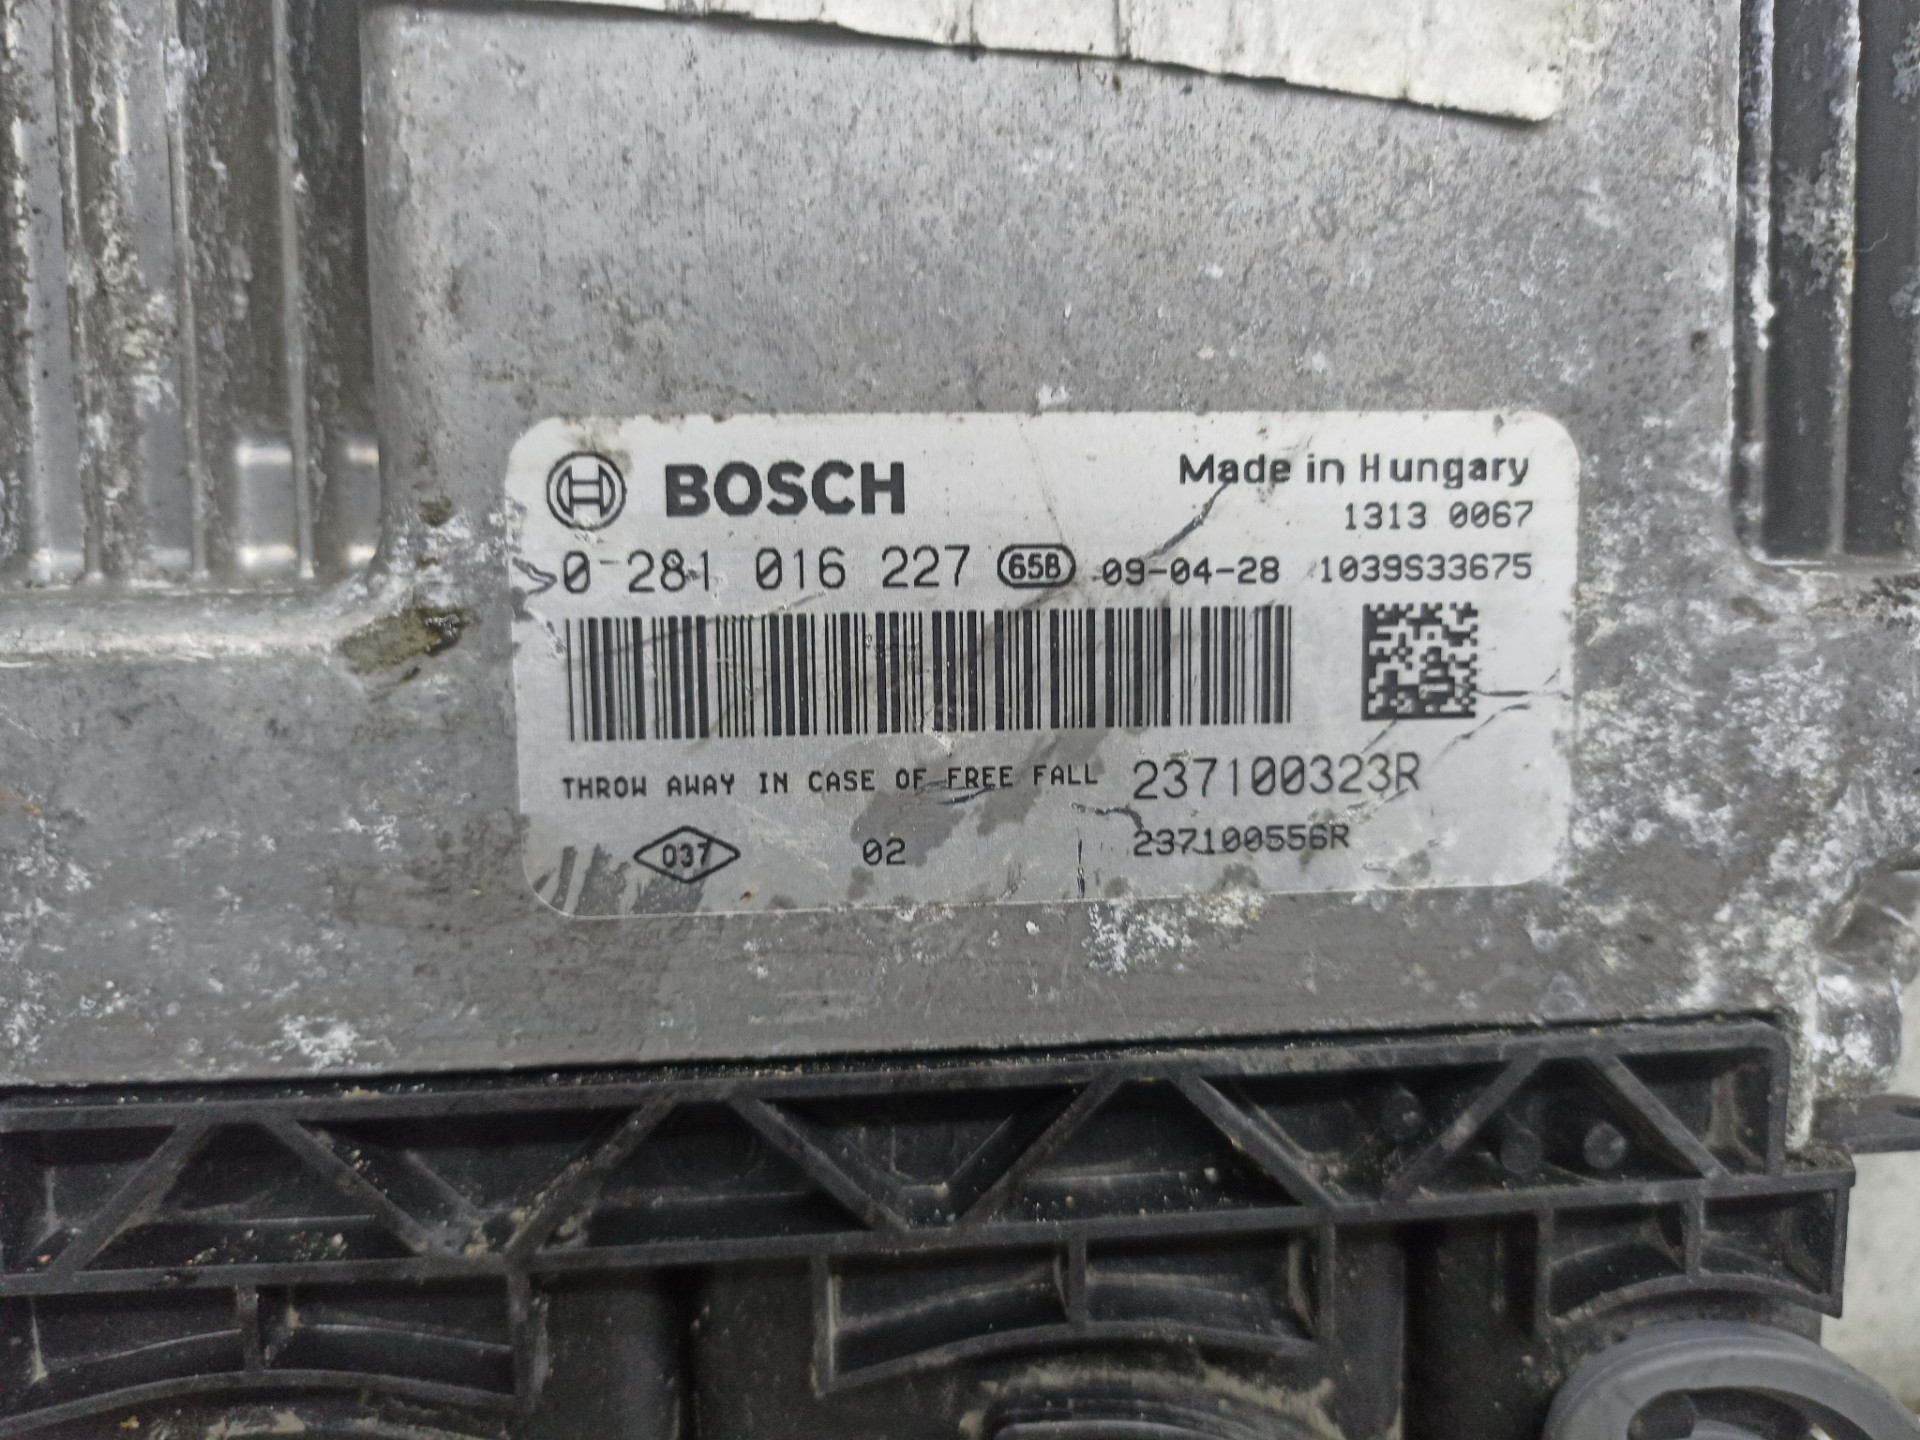 BOSCH
Made in Hungary
1313 0067
0 281 016 227 65B 09-04-28 1039S33675
THROW AWAY IN CASE OF FREE FALL 237100323R
037 02 237100556R